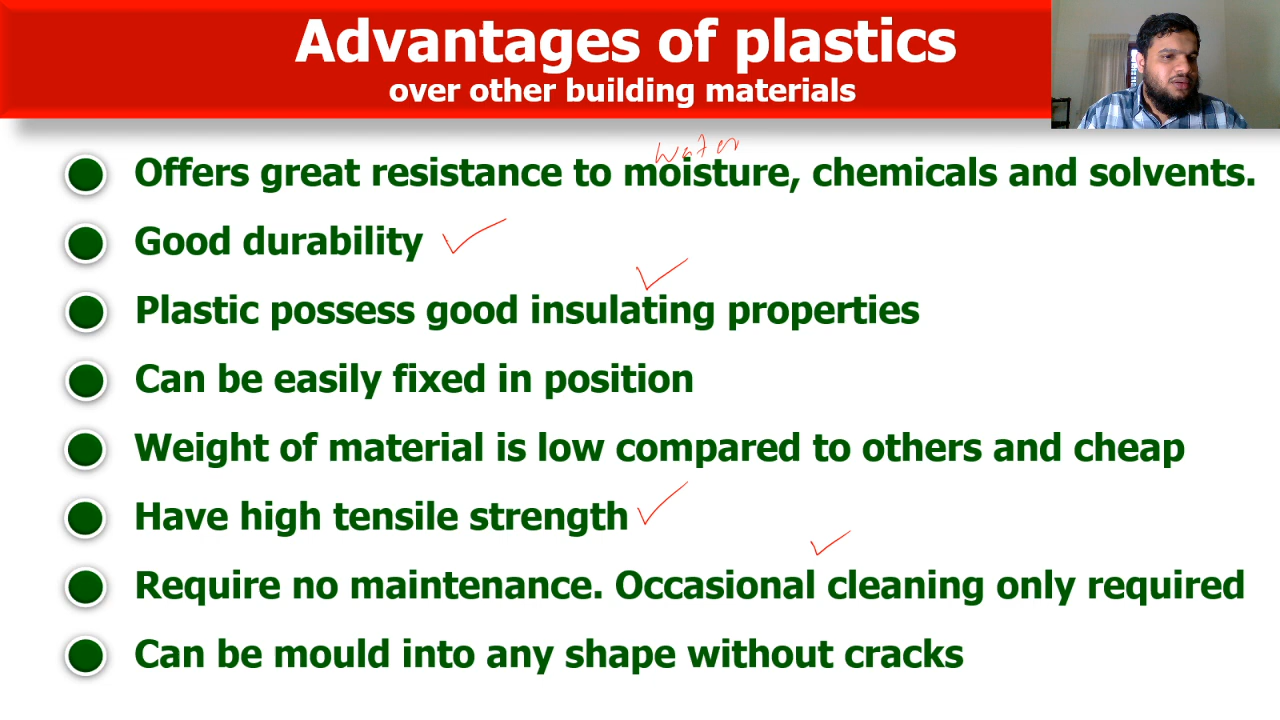 Advantages of plastics
over other building materials
water
Offers great resistance to moisture, chemicals and solvents.
Good durability
Plastic possess good insulating properties
Can be easily fixed in position
Weight of material is low compared to others and cheap
Have high tensile strength
Require no maintenance. Occasional cleaning only required
Can be mould into any shape without cracks